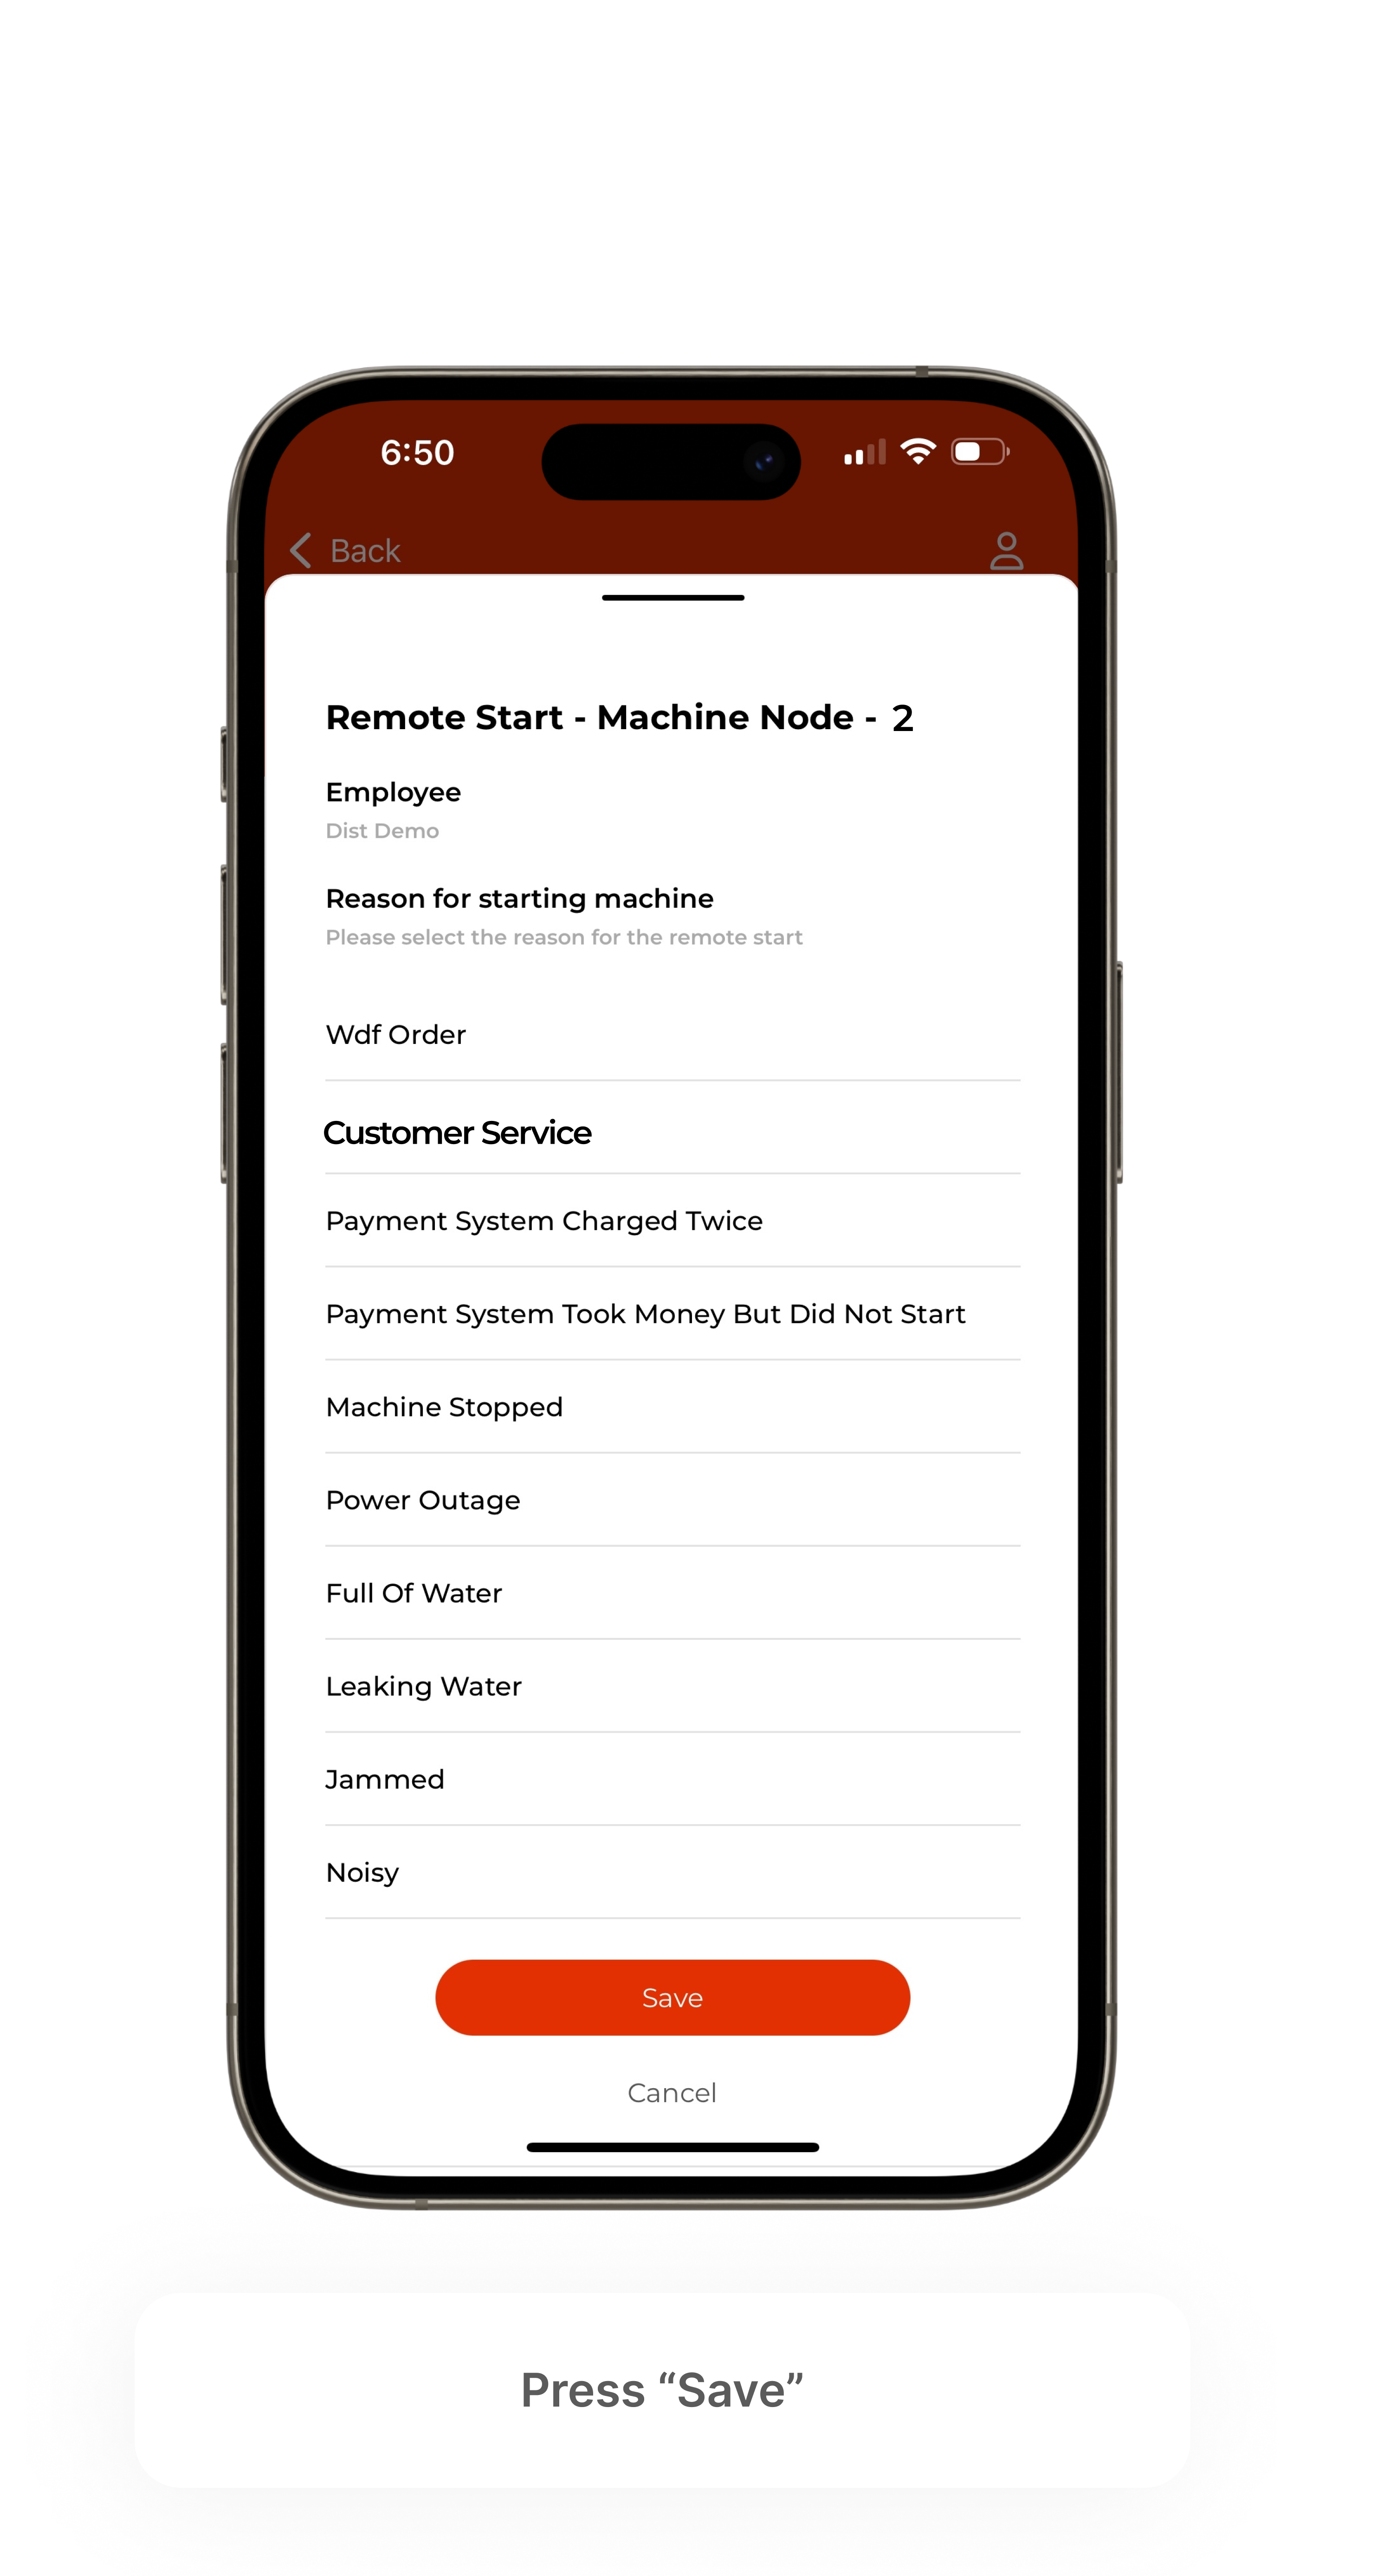 6:50
Back
Remote Start - Machine Node - 2
Employee
Dist Demo
Reason for starting machine
Please select the reason for the remote start
Wdf Order
Customer Service
Payment System Charged Twice
Payment System Took Money But Did Not Start
Machine Stopped
Power Outage
Full Of Water
Leaking Water
Jammed
Noisy
Save
Cancel
Press “Save”